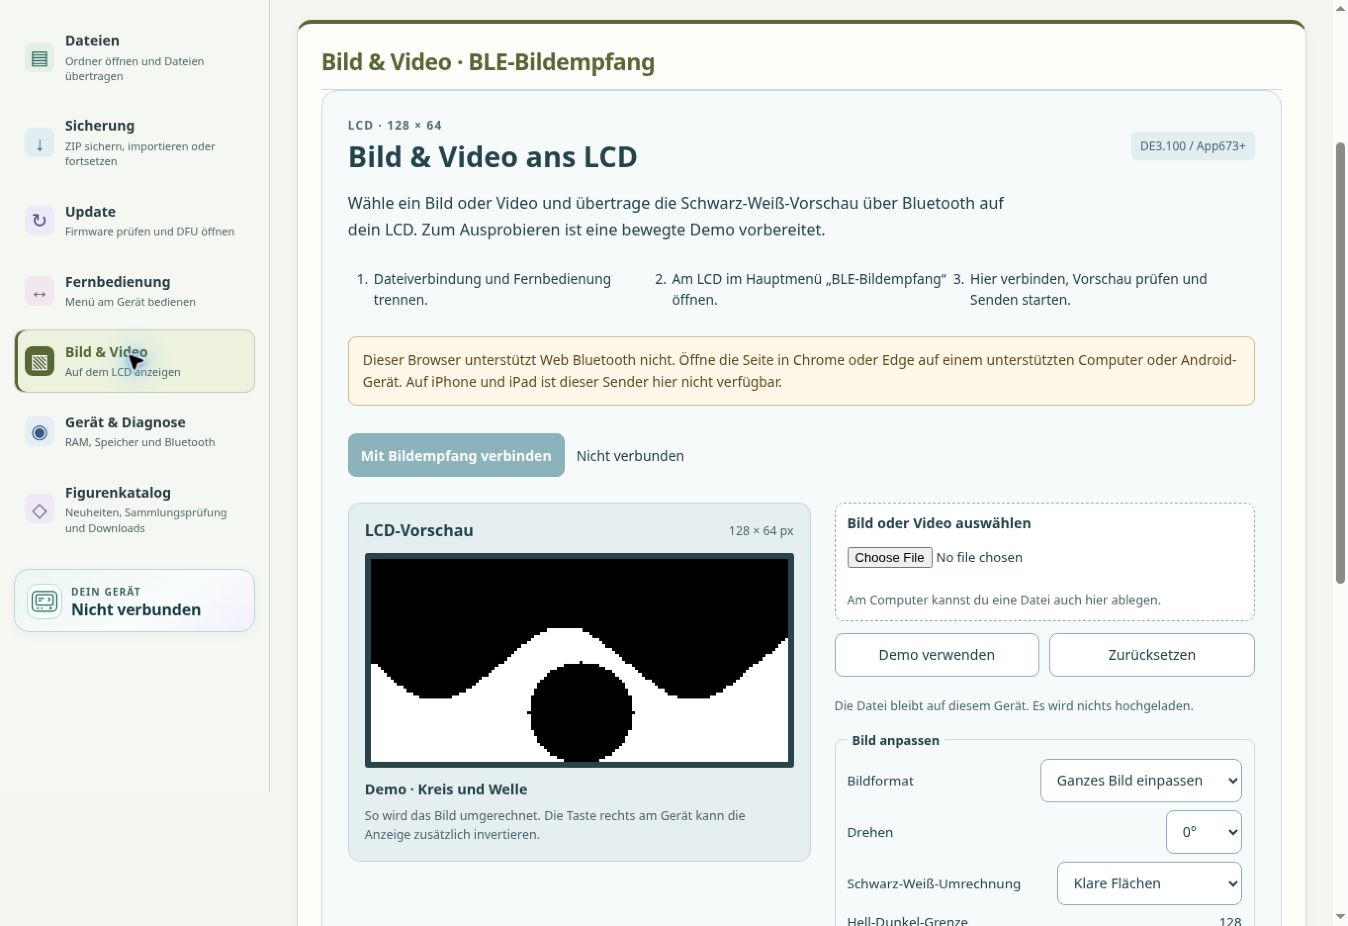 Dateien
Ordner öffnen und Dateien
übertragen
Sicherung
ZIP sichern, importieren oder
fortsetzen
Update
Firmware prüfen und DFU öffnen
Fernbedienung
Menü am Gerät bedienen
Bild & Video
Auf dem LCD anzeigen
Gerät & Diagnose
RAM, Speicher und Bluetooth
Figurenkatalog
Neuheiten, Sammlungsprüfung
und Downloads
DEIN GERÄT
Nicht verbunden
Bild & Video · BLE-Bildempfang
LCD · 128 × 64
Bild & Video ans LCD
DE3.100 / App673+
Wähle ein Bild oder Video und übertrage die Schwarz-Weiß-Vorschau über Bluetooth auf
dein LCD. Zum Ausprobieren ist eine bewegte Demo vorbereitet.
1. Dateiverbindung und Fernbedienung
trennen.
2. Am LCD im Hauptmenü „BLE-Bildempfang“
öffnen.
3. Hier verbinden, Vorschau prüfen und
Senden starten.
Dieser Browser unterstützt Web Bluetooth nicht. Öffne die Seite in Chrome oder Edge auf einem unterstützten Computer oder Android-
Gerät. Auf iPhone und iPad ist dieser Sender hier nicht verfügbar.
Mit Bildempfang verbinden
Nicht verbunden
LCD-Vorschau
128 × 64 px
Demo · Kreis und Welle
So wird das Bild umgerechnet. Die Taste rechts am Gerät kann die
Anzeige zusätzlich invertieren.
Bild oder Video auswählen
Choose File No file chosen
Am Computer kannst du eine Datei auch hier ablegen.
Demo verwenden
Zurücksetzen
Die Datei bleibt auf diesem Gerät. Es wird nichts hochgeladen.
Bild anpassen
Bildformat
Ganzes Bild einpassen
Drehen
0°
Schwarz-Weiß-Umrechnung
Klare Flächen
Hell-Dunkel-Grenze
128